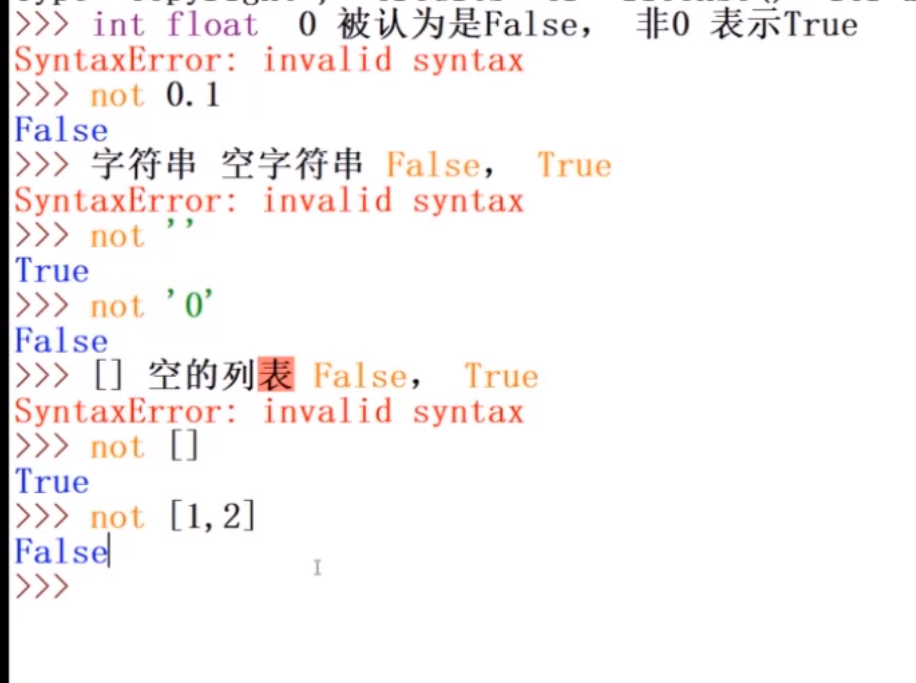 >>> int float 0 被认为是False， 非0 表示True
SyntaxError: invalid syntax
>>> not 0.1
False
>>> 字符串 空字符串 False， True
SyntaxError: invalid syntax
>>> not ''
True
>>> not '0'
False
>>> [] 空的列表 False， True
SyntaxError: invalid syntax
>>> not []
True
>>> not [1,2]
False
>>>